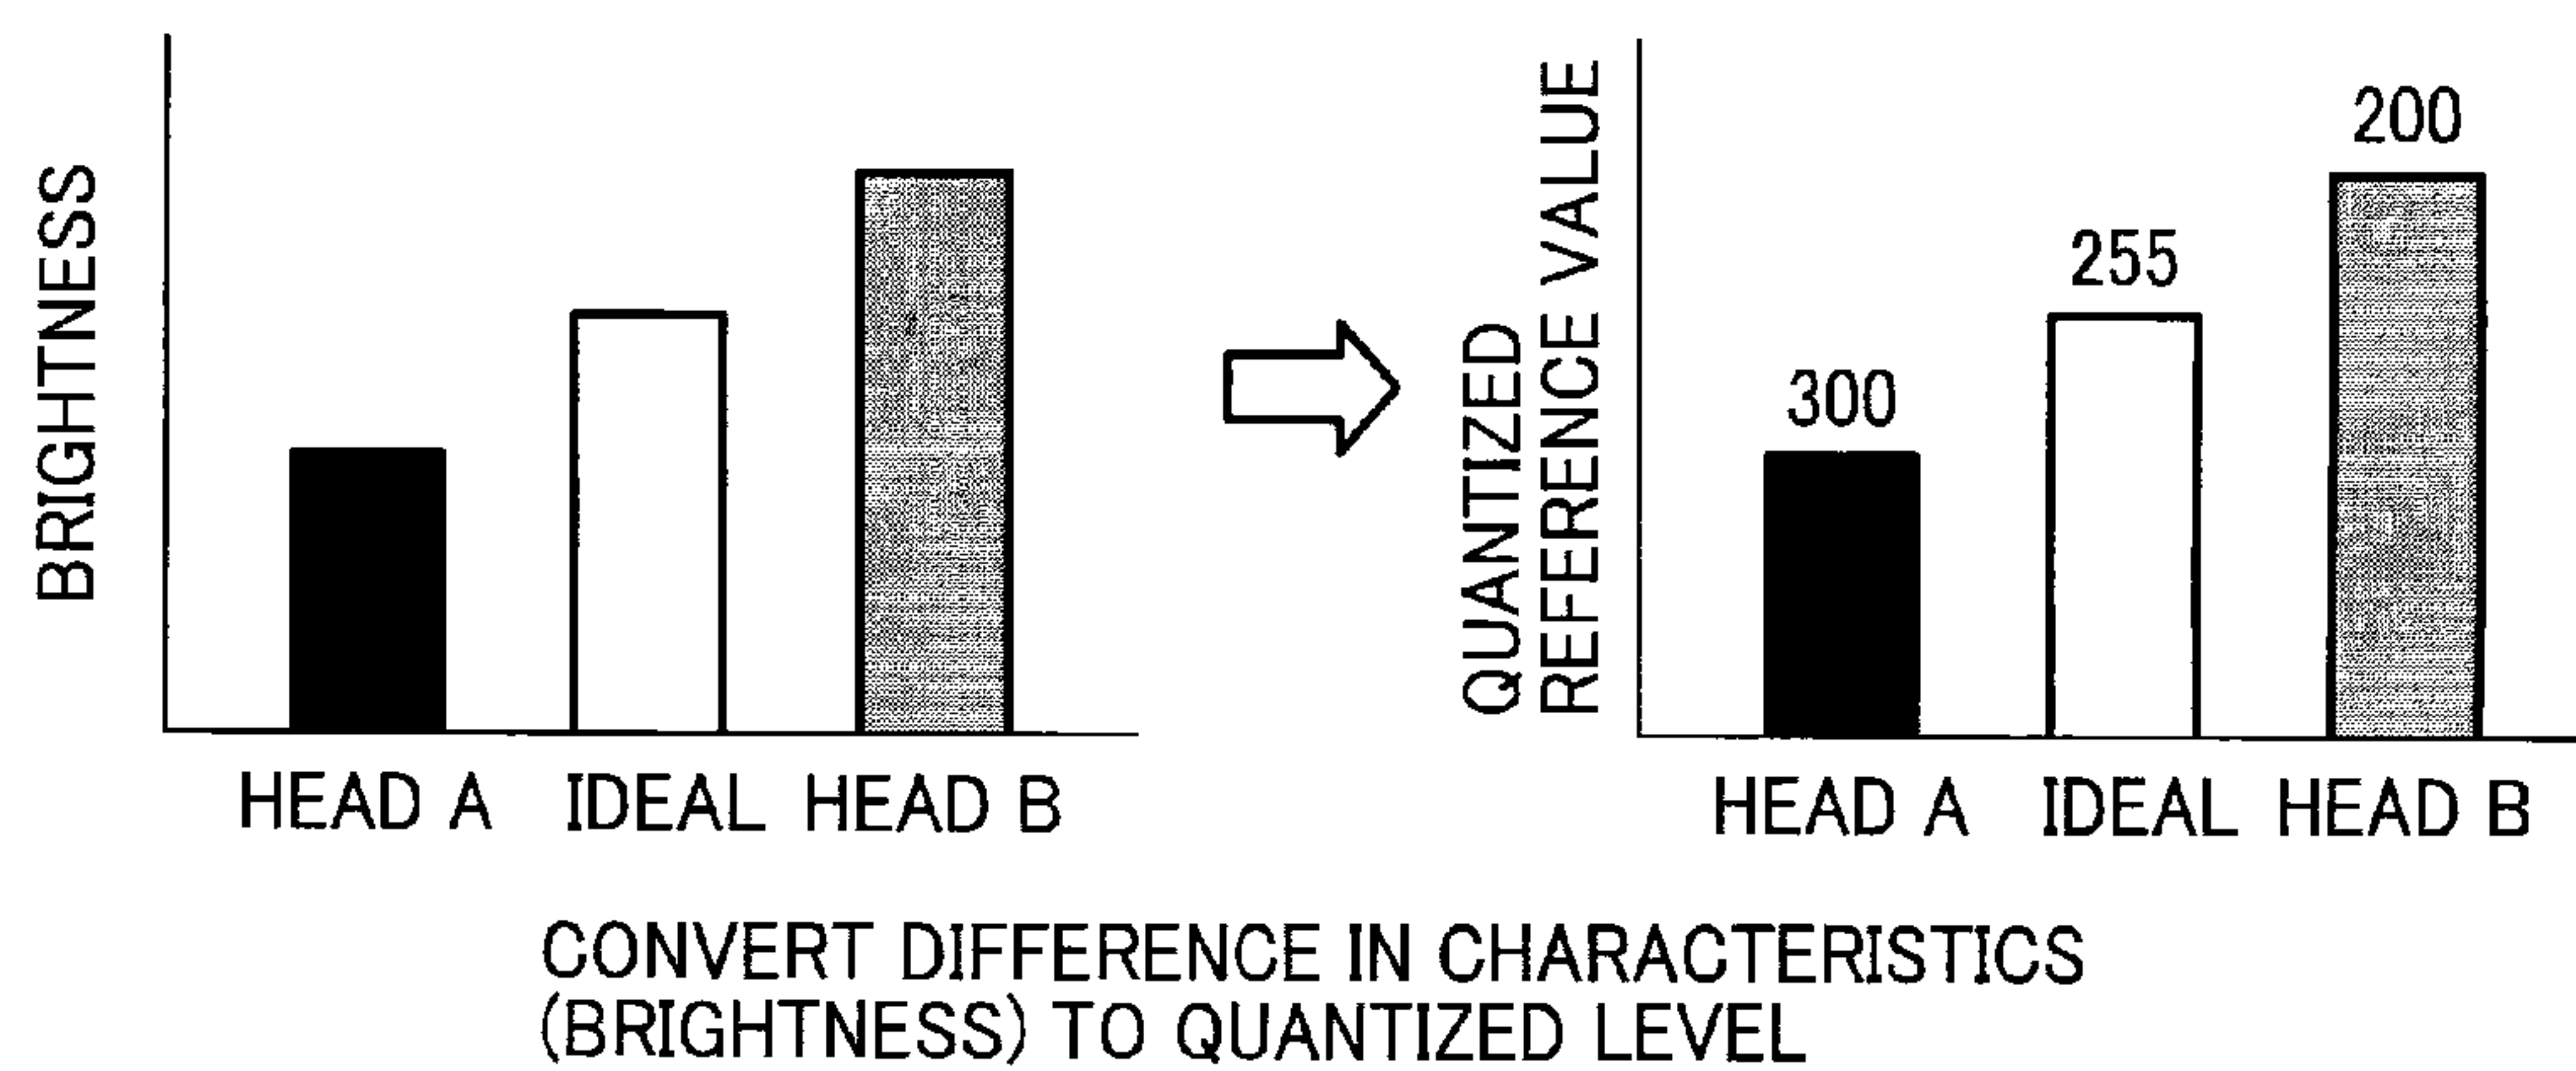 BRIGHTNESS
HEAD A IDEAL HEAD B
QUANTIZED
REFERENCE VALUE
300 255 200
HEAD A IDEAL HEAD B
CONVERT DIFFERENCE IN CHARACTERISTICS
(BRIGHTNESS) TO QUANTIZED LEVEL